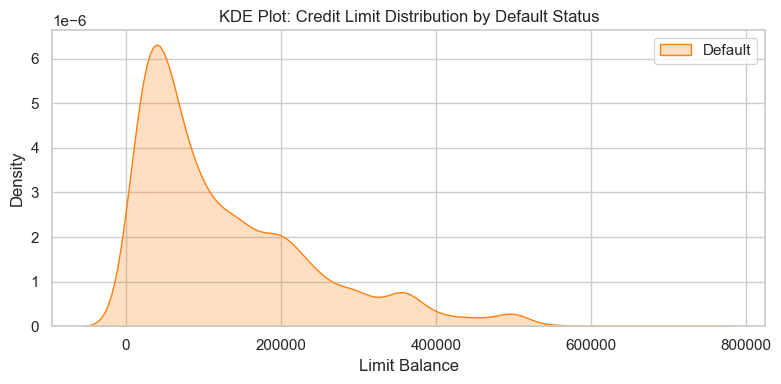 KDE Plot: Credit Limit Distribution by Default Status
1e−6
Default
6
5
4
3
2
1
0
Density
0 200000 400000 600000 800000
Limit Balance